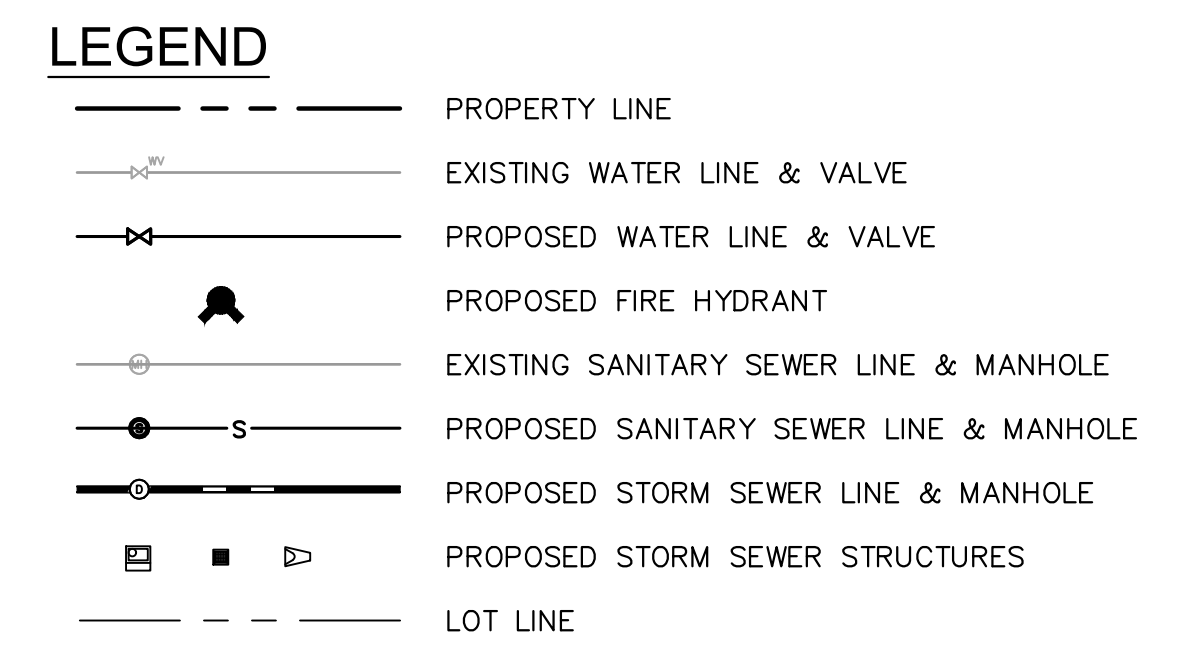 LEGEND
PROPERTY LINE
WV
EXISTING WATER LINE & VALVE
PROPOSED WATER LINE & VALVE
PROPOSED FIRE HYDRANT
MH EXISTING SANITARY SEWER LINE & MANHOLE
S S PROPOSED SANITARY SEWER LINE & MANHOLE
D PROPOSED STORM SEWER LINE & MANHOLE
PROPOSED STORM SEWER STRUCTURES
LOT LINE